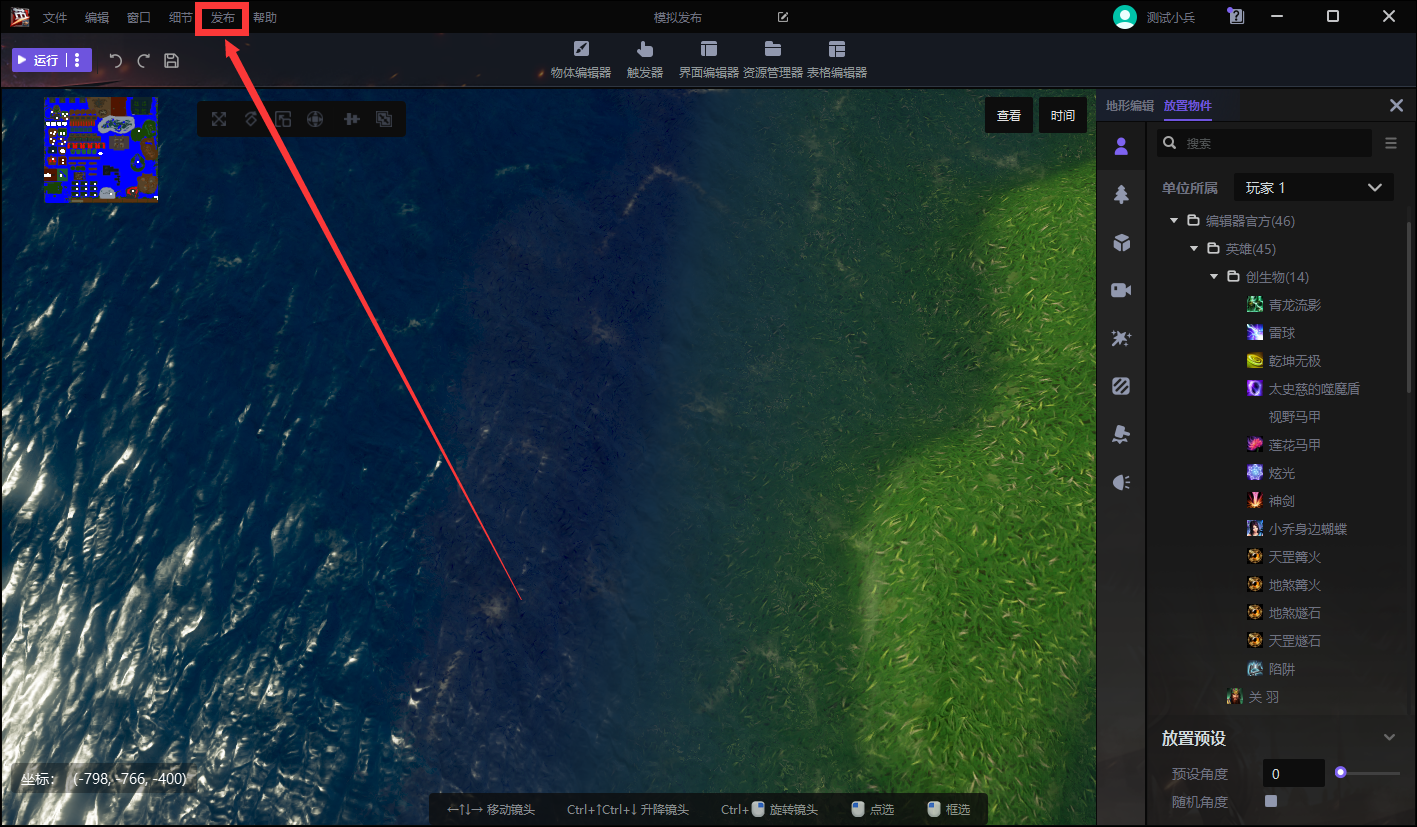 文件 编辑 窗口 细节 发布 帮助
模拟发布
测试小兵
运行
物体编辑器 触发器 界面编辑器 资源管理器 表格编辑器
查看 时间
地形编辑 放置物件
搜索
单位所属 玩家 1
编辑器官方(46)
英雄(45)
创生物(14)
青龙流影
雷球
乾坤无极
太史慈的噬魔盾
视野马甲
莲花马甲
炫光
神剑
小乔身边蝴蝶
天罡篝火
地煞篝火
地煞燧石
天罡燧石
陷阱
关 羽
放置预设
预设角度 0
随机角度
坐标: (-798, -766, -400)
←↑↓→ 移动镜头 Ctrl+↑Ctrl+↓ 升降镜头 Ctrl+ 旋转镜头 点选 框选